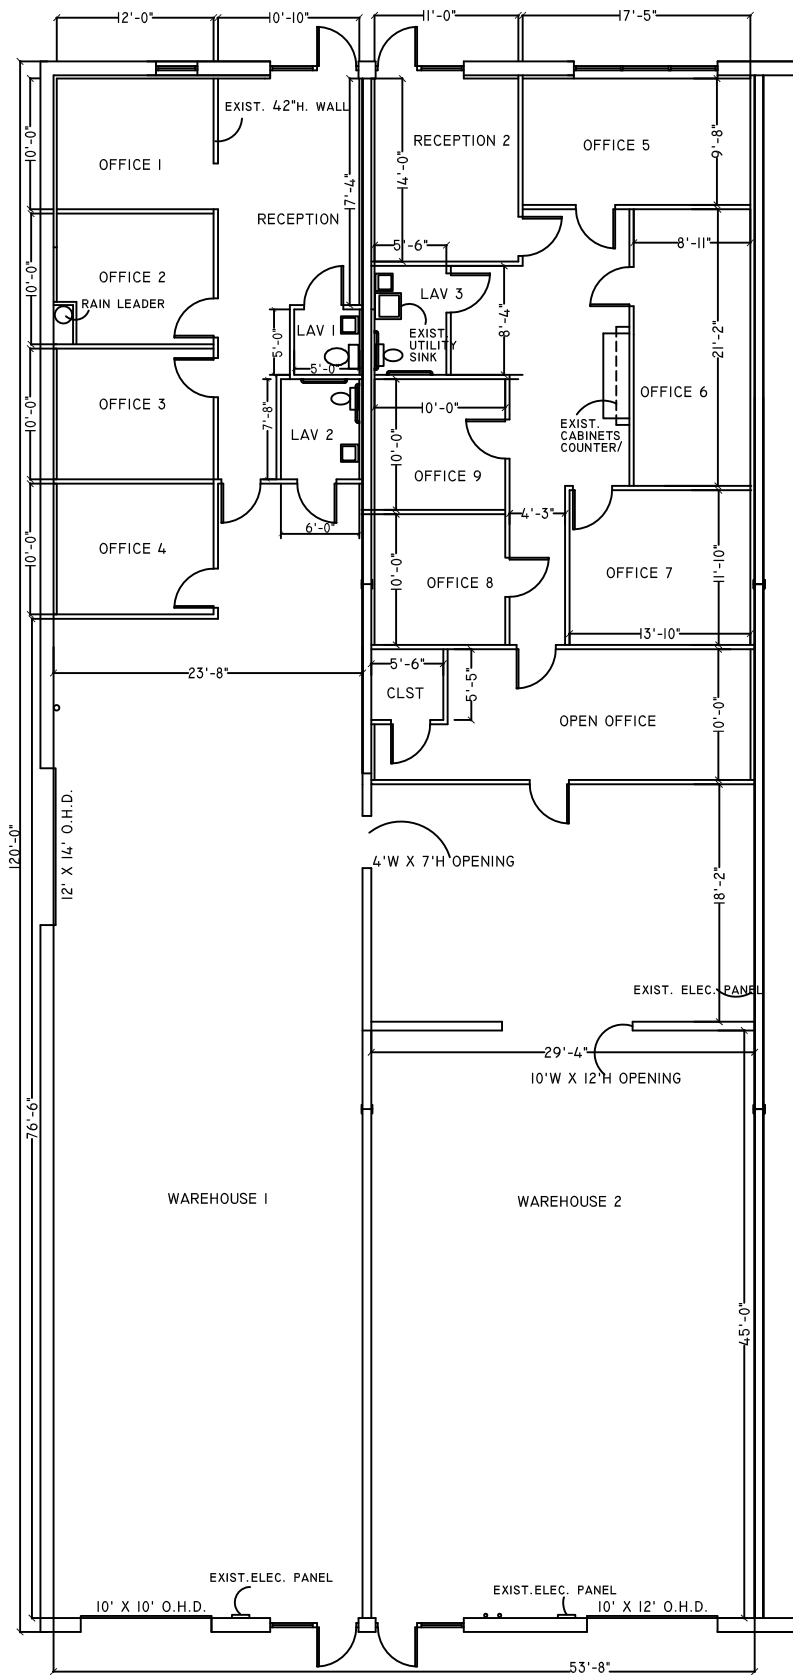 12'-0"
10'-10"
11'-0"
17'-5"
EXIST. 42"H. WALL
10'-0"
OFFICE 1
RECEPTION 2
OFFICE 5
9'-8"
14'-0"
17'-4"
RECEPTION
5'-6"
8'-11"
10'-0"
OFFICE 2
RAIN LEADER
LAV 3
8'-4"
LAV 1
5'-0"
5'-0"
EXIST.
UTILITY
SINK
21'-2"
10'-0"
OFFICE 3
OFFICE 6
7'-8"
LAV 2
10'-0"
10'-0"
EXIST.
CABINETS
COUNTER/
OFFICE 9
6'-0"
4'-3"
10'-0"
OFFICE 4
10'-0"
OFFICE 8
OFFICE 7
11'-10"
13'-10"
23'-8"
5'-6"
CLST
5'-5"
OPEN OFFICE
10'-0"
120'-0"
12' X 14' O.H.D.
4'W X 7'H OPENING
18'-2"
EXIST. ELEC. PANEL
29'-4"
10'W X 12'H OPENING
76'-6"
WAREHOUSE 1
WAREHOUSE 2
45'-0"
EXIST.ELEC. PANEL
EXIST.ELEC. PANEL
10' X 10' O.H.D.
10' X 12' O.H.D.
53'-8"